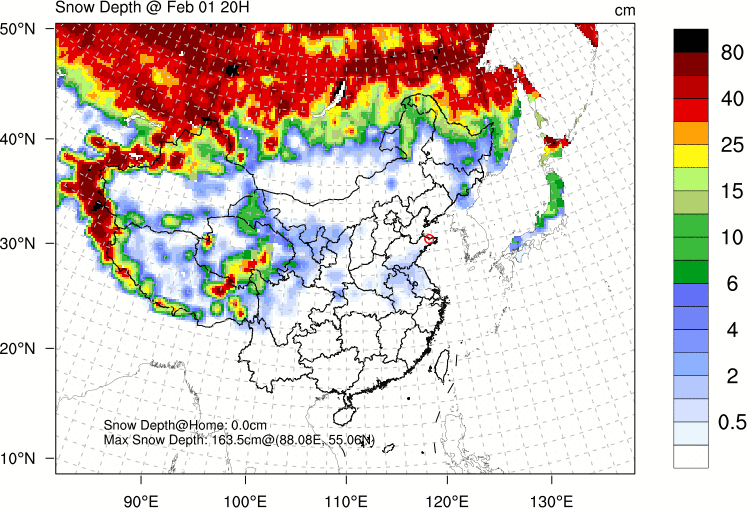 Snow Depth @ Feb 01 20H
cm
50°N
40°N
30°N
20°N
10°N
80
40
25
15
10
6
4
2
0.5
Snow Depth@Home: 0.0cm
Max Snow Depth: 163.5cm@(88.08E, 55.06N)
90°E
100°E
110°E
120°E
130°E